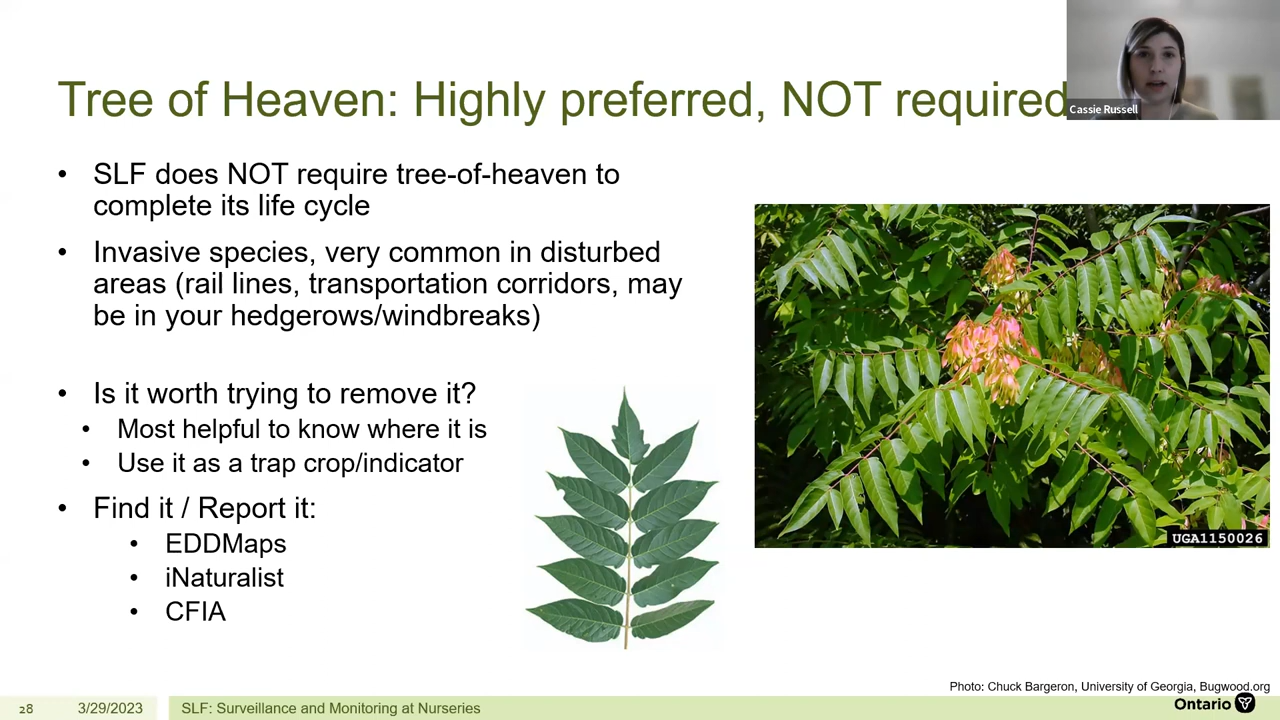 Tree of Heaven: Highly preferred, NOT required
Cassie Russell
• SLF does NOT require tree-of-heaven to
complete its life cycle
• Invasive species, very common in disturbed
areas (rail lines, transportation corridors, may
be in your hedgerows/windbreaks)
• Is it worth trying to remove it?
• Most helpful to know where it is
• Use it as a trap crop/indicator
• Find it / Report it:
• EDDMaps
• iNaturalist
• CFIA
UGA1150026
Photo: Chuck Bargeron, University of Georgia, Bugwood.org
28
3/29/2023
SLF: Surveillance and Monitoring at Nurseries
Ontario